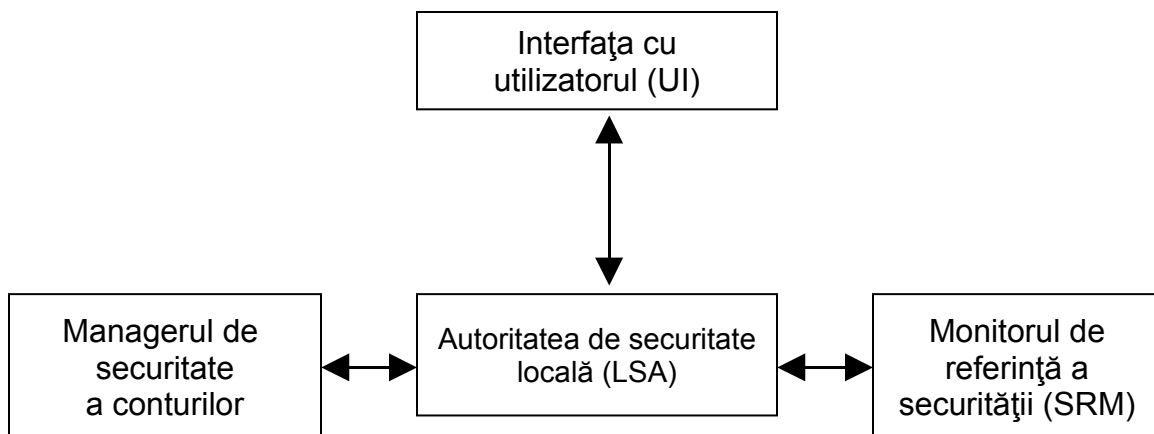 Interfaţa cu
utilizatorul (UI)
Managerul de
securitate
a conturilor
Autoritatea de securitate
locală (LSA)
Monitorul de
referinţă a
securităţii (SRM)